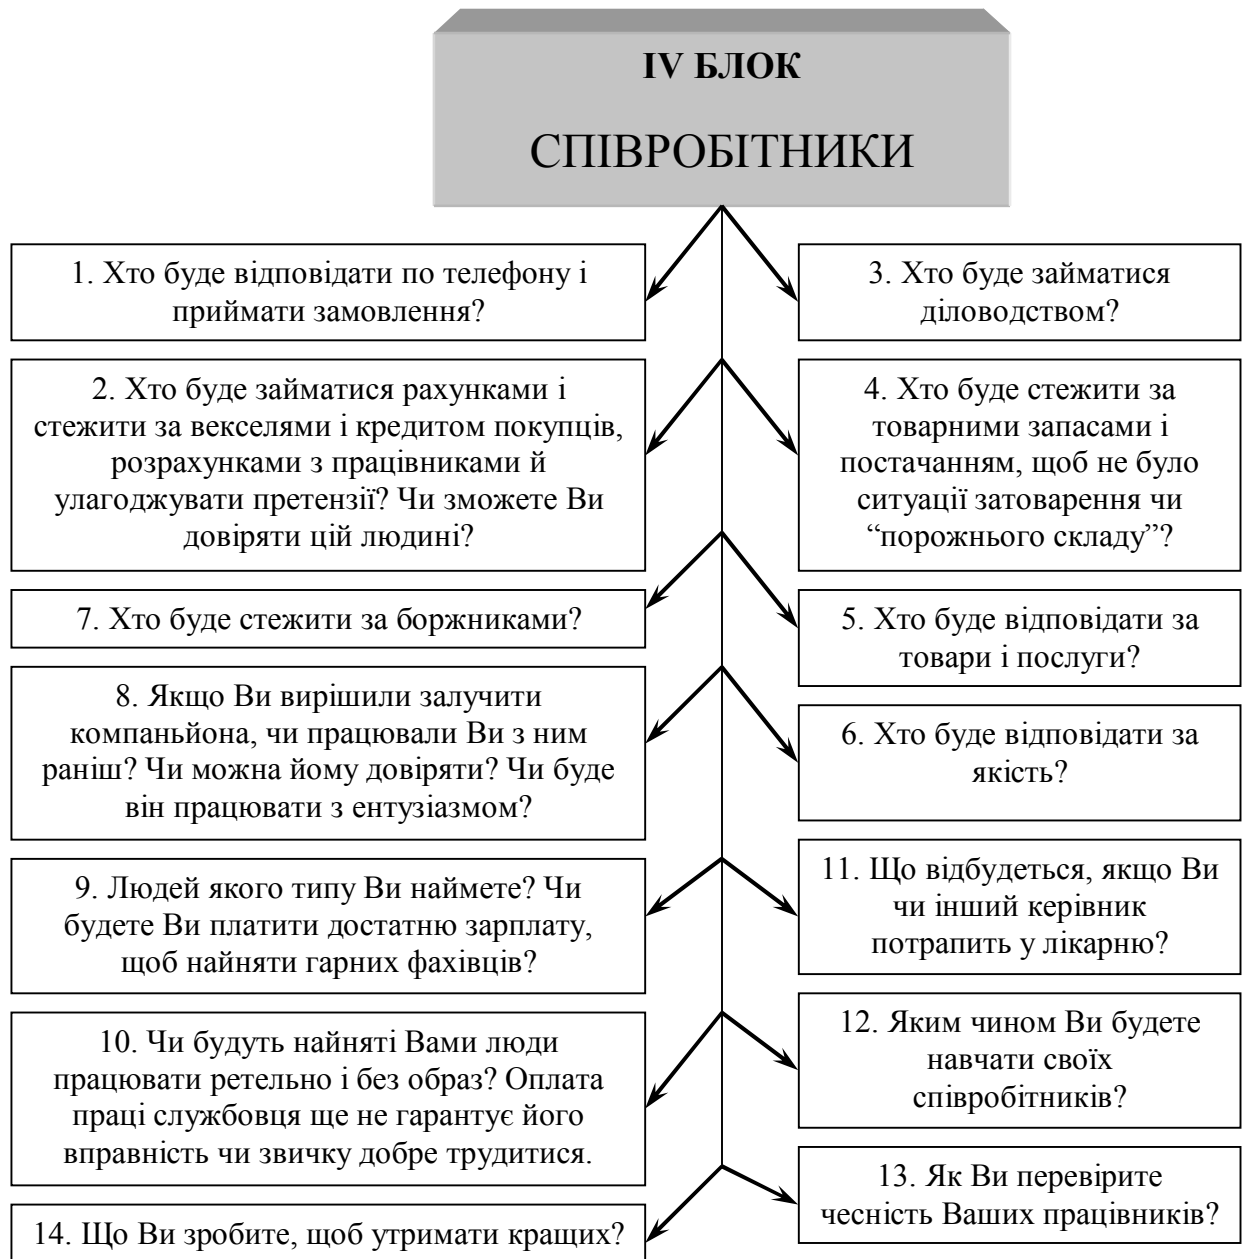 IV БЛОК
СПІВРОБІТНИКИ
1. Хто буде відповідати по телефону і
приймати замовлення?
2. Хто буде займатися рахунками і
стежити за векселями і кредитом покупців,
розрахунками з працівниками й
улагоджувати претензії? Чи зможете Ви
довіряти цій людині?
7. Хто буде стежити за боржниками?
8. Якщо Ви вирішили залучити
компаньйона, чи працювали Ви з ним
раніш? Чи можна йому довіряти? Чи буде
він працювати з ентузіазмом?
9. Людей якого типу Ви наймете? Чи
будете Ви платити достатню зарплату,
щоб найняти гарних фахівців?
10. Чи будуть найняті Вами люди
працювати ретельно і без образ? Оплата
праці службовця ще не гарантує його
вправність чи звичку добре трудитися.
14. Що Ви зробите, щоб утримати кращих?
3. Хто буде займатися
діловодством?
4. Хто буде стежити за
товарними запасами і
постачанням, щоб не було
ситуації затоварення чи
“порожнього складу”?
5. Хто буде відповідати за
товари і послуги?
6. Хто буде відповідати за
якість?
11. Що відбудеться, якщо Ви
чи інший керівник
потрапить у лікарню?
12. Яким чином Ви будете
навчати своїх
співробітників?
13. Як Ви перевірите
чесність Ваших працівників?